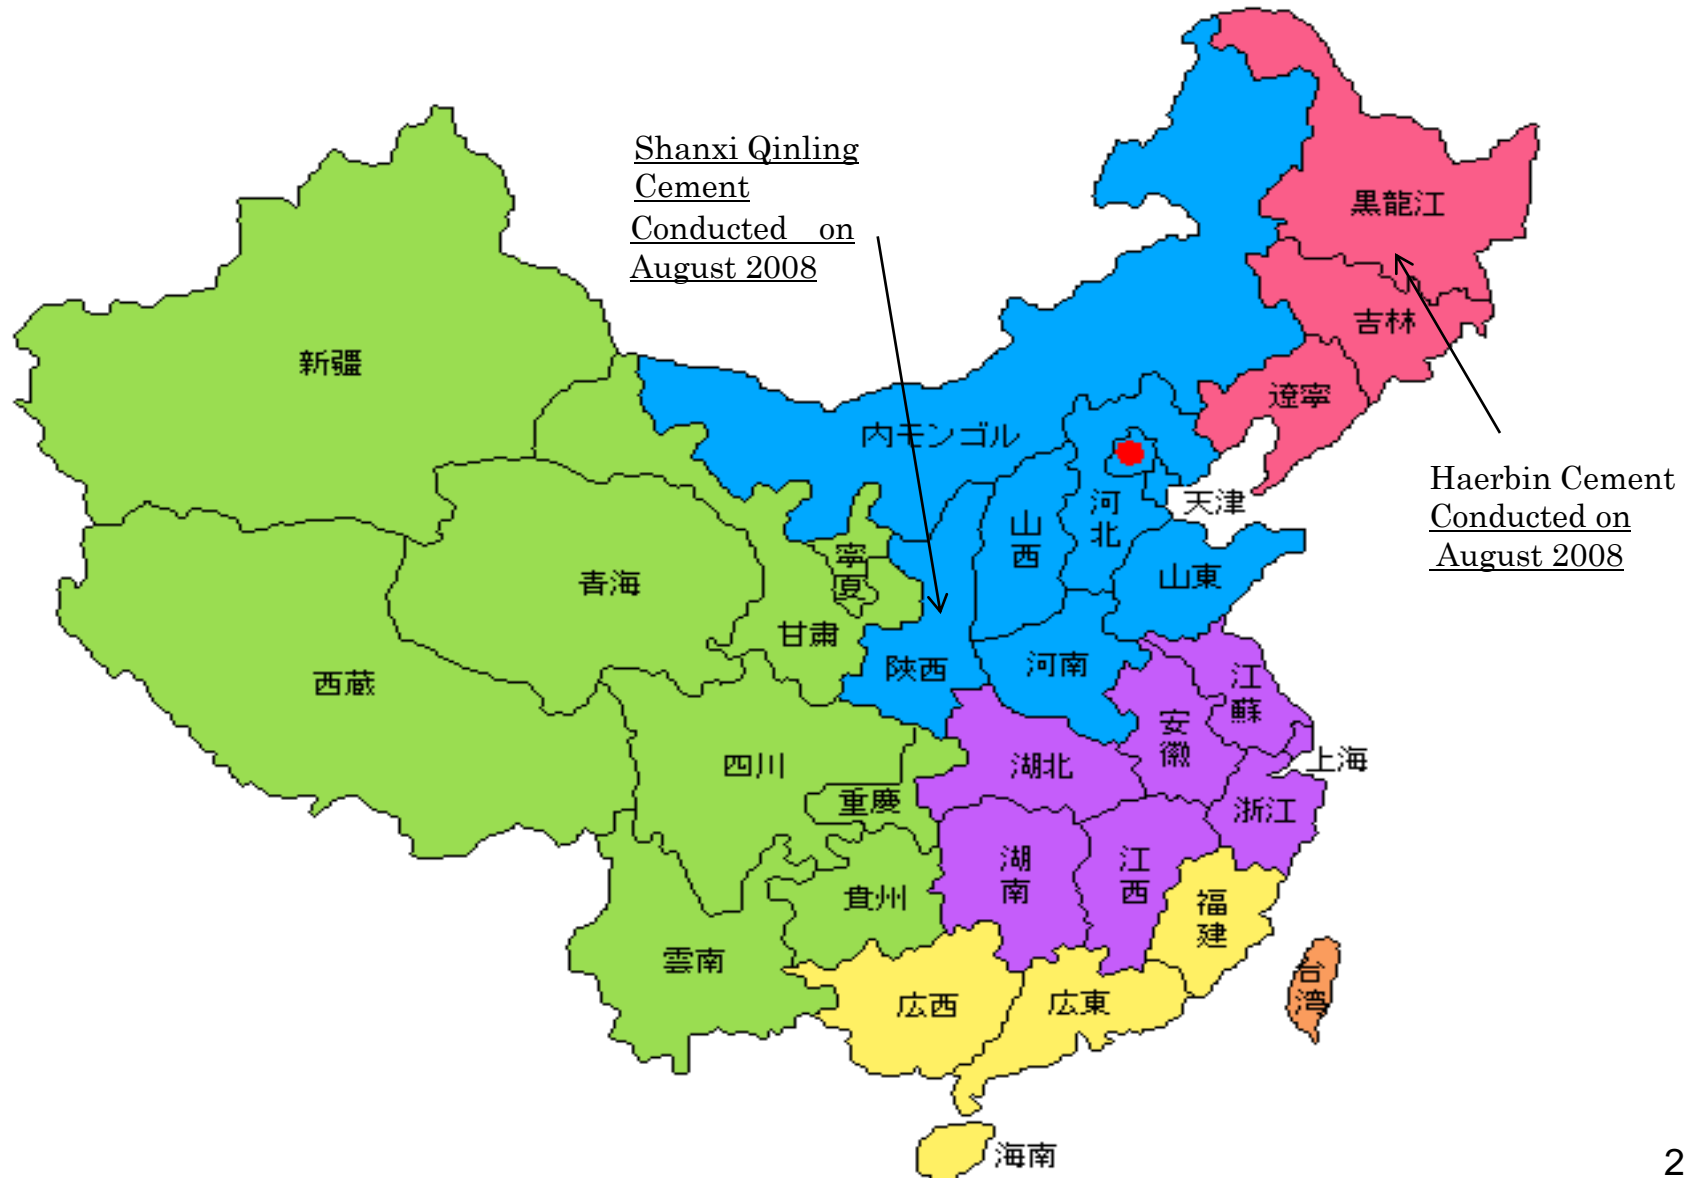 Shanxi Qinling
Cement
Conducted on
August 2008
黒龍江
吉林
遼寧
新疆
内モンゴル
Haerbin Cement
Conducted on
August 2008
天津
河北
山西
山東
寧夏
青海
甘粛
陝西
河南
西蔵
江蘇
安徽
四川
湖北
上海
重慶
浙江
湖南
江西
貴州
福建
雲南
広西
広東
台湾
海南
2